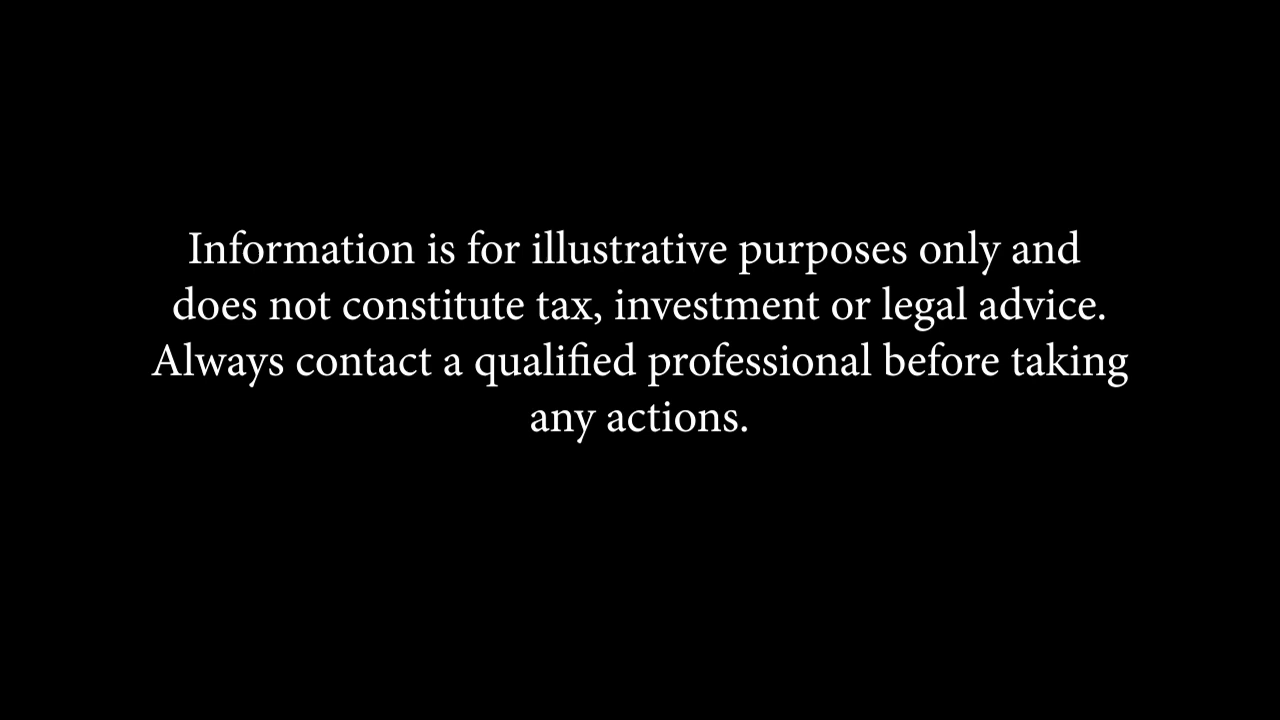 Information is for illustrative purposes only and
does not constitute tax, investment or legal advice.
Always contact a qualified professional before taking
any actions.